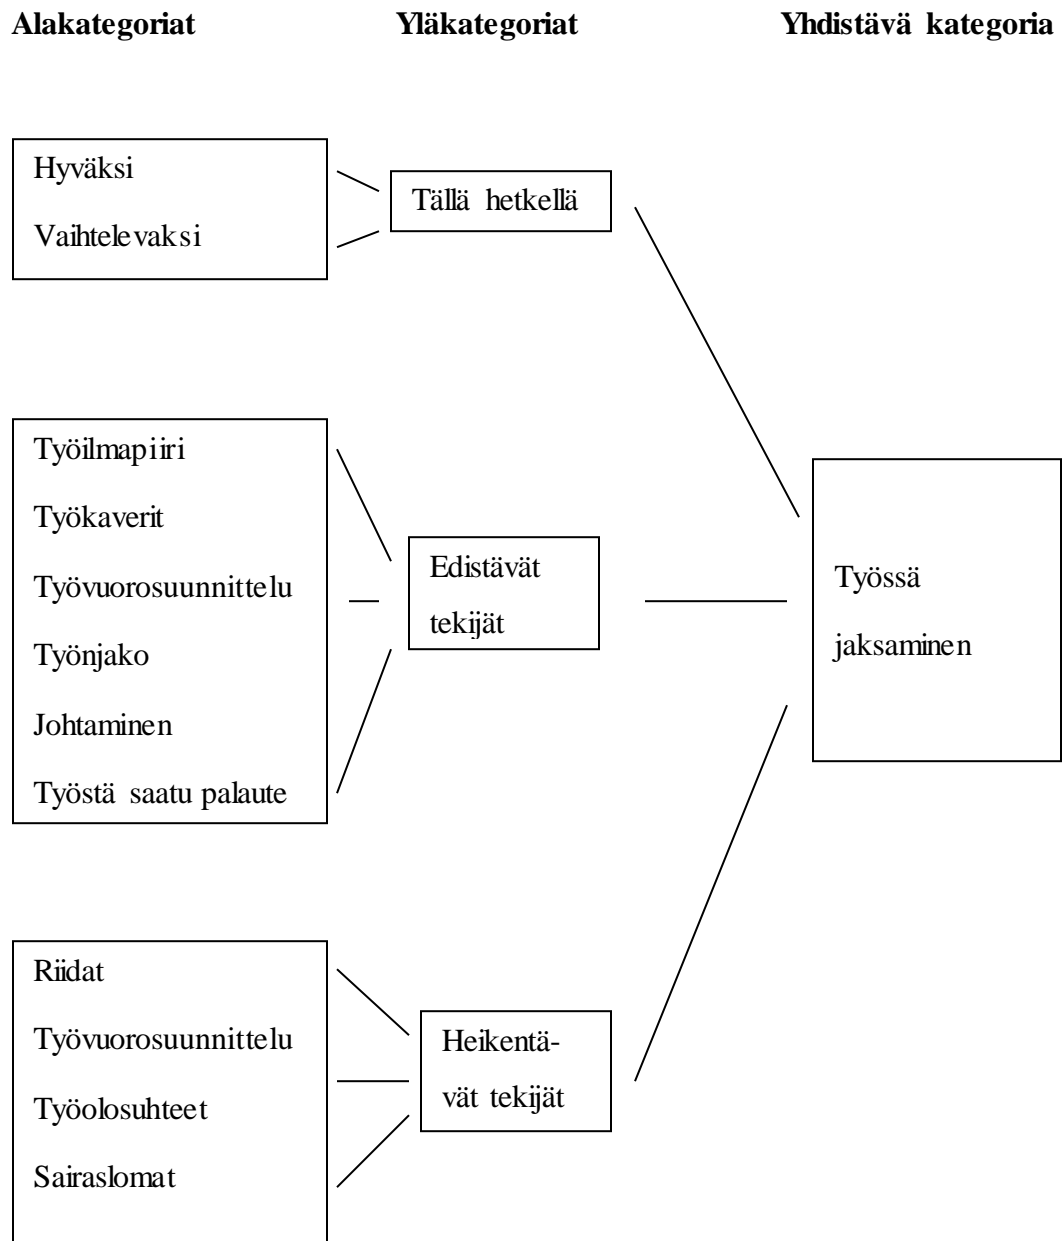 Alakategoriat Yläkategoriat Yhdistävä kategoria
Hyväksi
Vaihtelevaksi
Tällä hetkellä
Työilmapiiri
Työkaverit
Työvuorosuunnittelu
Työnjako
Johtaminen
Työstä saatu palaute
Edistävät
tekijät
Työssä
jaksaminen
Riidat
Työvuorosuunnittelu
Työolosuhteet
Sairaslomat
Heikentä-
vät tekijät